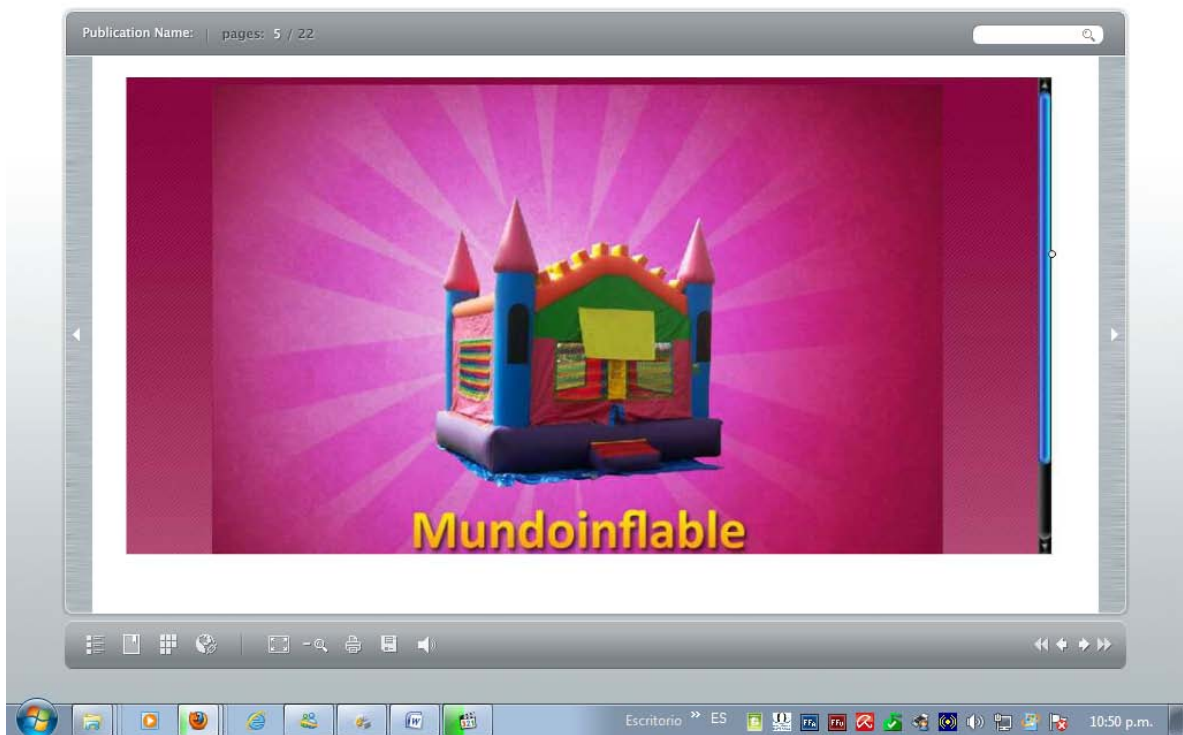 Publication Name: | pages: 5 / 22
Mundoinflable
Escritorio » ES 10:50 p.m.